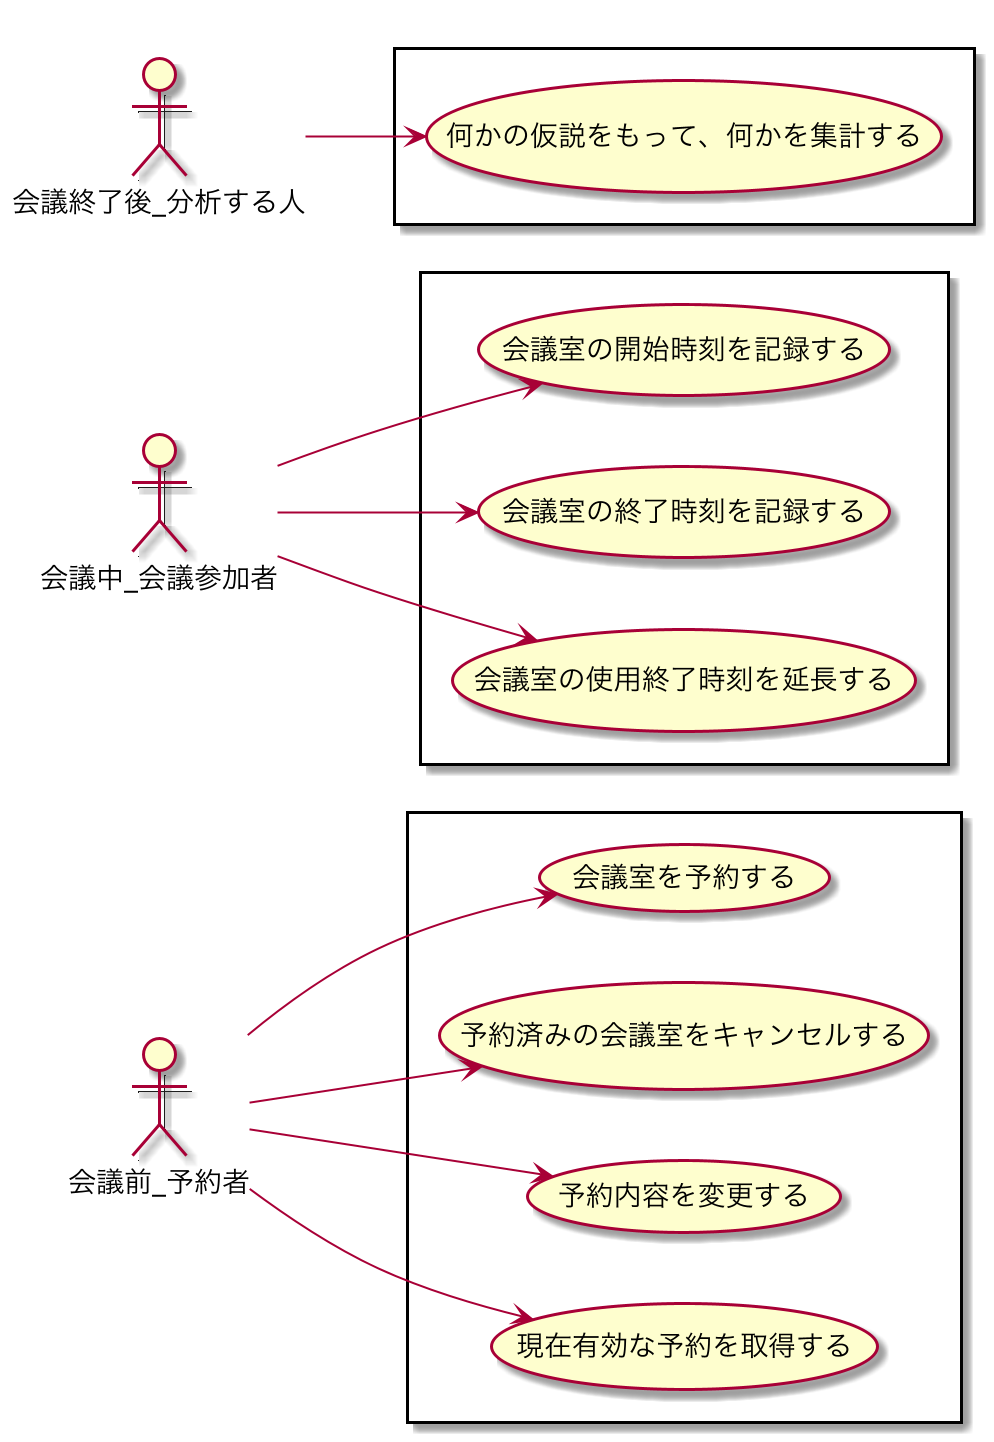 何かの仮説をもって、何かを集計する
会議終了後_分析する人
会議室の開始時刻を記録する
会議室の終了時刻を記録する
会議中_会議参加者
会議室の使用終了時刻を延長する
会議室を予約する
予約済みの会議室をキャンセルする
会議前_予約者
予約内容を変更する
現在有効な予約を取得する